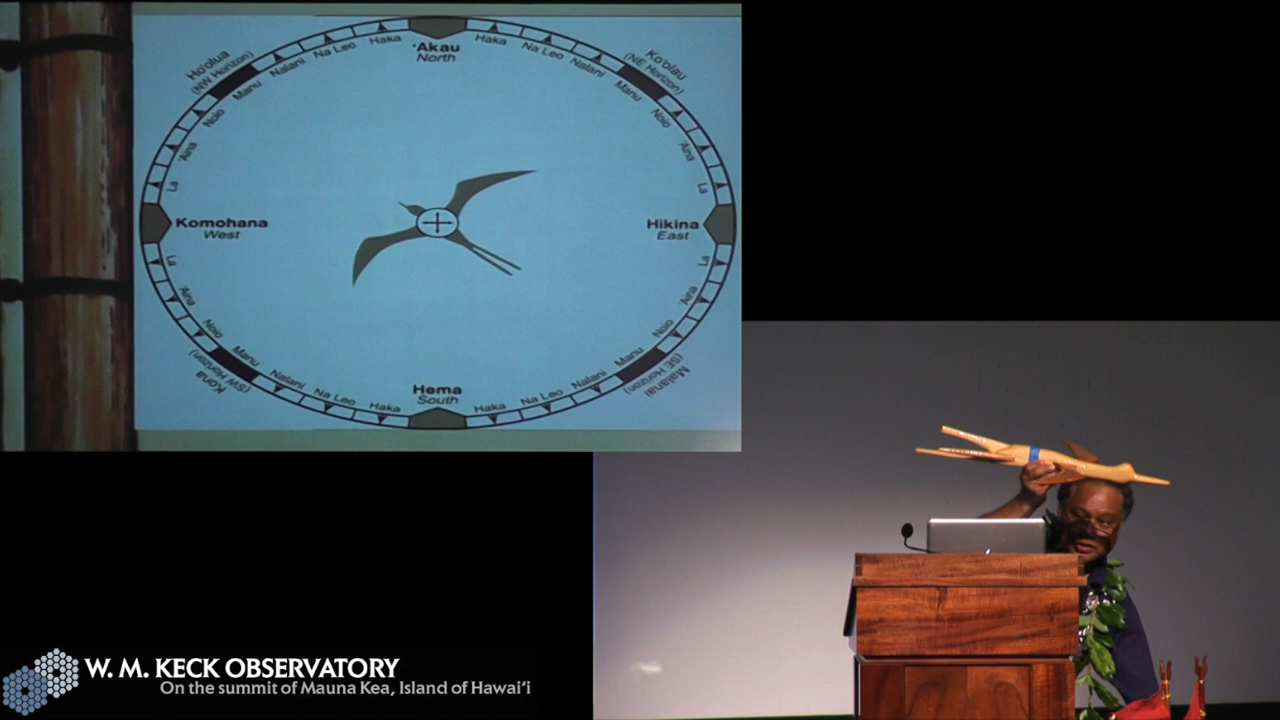 'Akau
North
Haka
Na Leo
Nalani
Manu
Ko'olau
(NE Horizon)
Noio
'Aina
La
Hikina
East
La
'Aina
Noio
Manu
Malanai
(SE Horizon)
Nalani
Na Leo
Haka
Hema
South
Haka
Na Leo
Nalani
Manu
Kona
(SW Horizon)
Noio
'Aina
La
Komohana
West
La
'Aina
Noio
Manu
Ho'olua
(NW Horizon)
Nalani
Na Leo
Haka
W. M. KECK OBSERVATORY
On the summit of Mauna Kea, Island of Hawai‘i